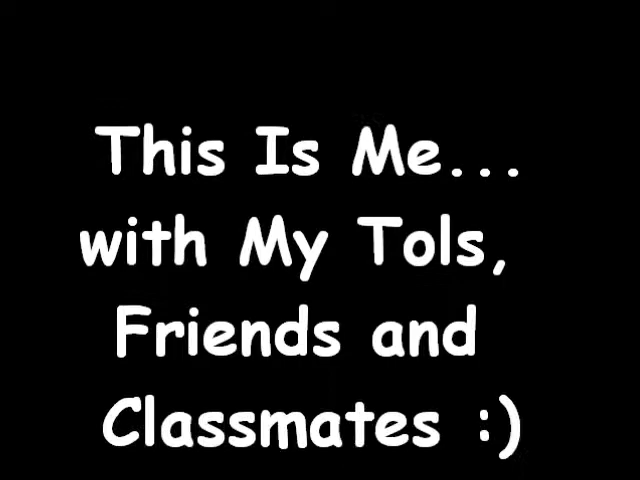 This Is Me...
with My Tols,
Friends and
Classmates :)